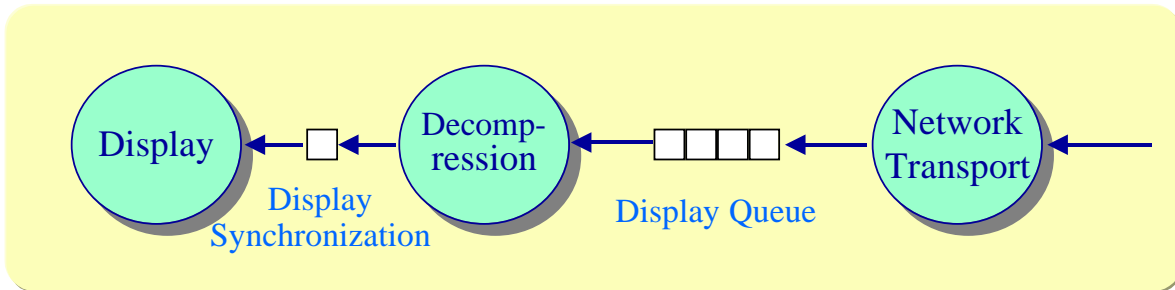 Display
Decomp-
ression
Network
Transport
Display
Synchronization
Display Queue